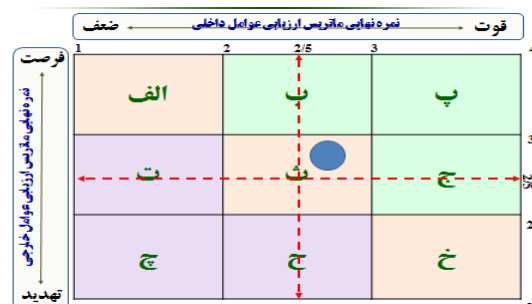 قوت نمره نهایی ماتریس ارزیابی عوامل داخلی ضعف
1 2 2/5 3 4
فرصت
نمره نهایی ماتریس ارزیابی عوامل خارجی
تهدید
الف ب پ
3
ت ث ج
2/5
2
چ ح خ